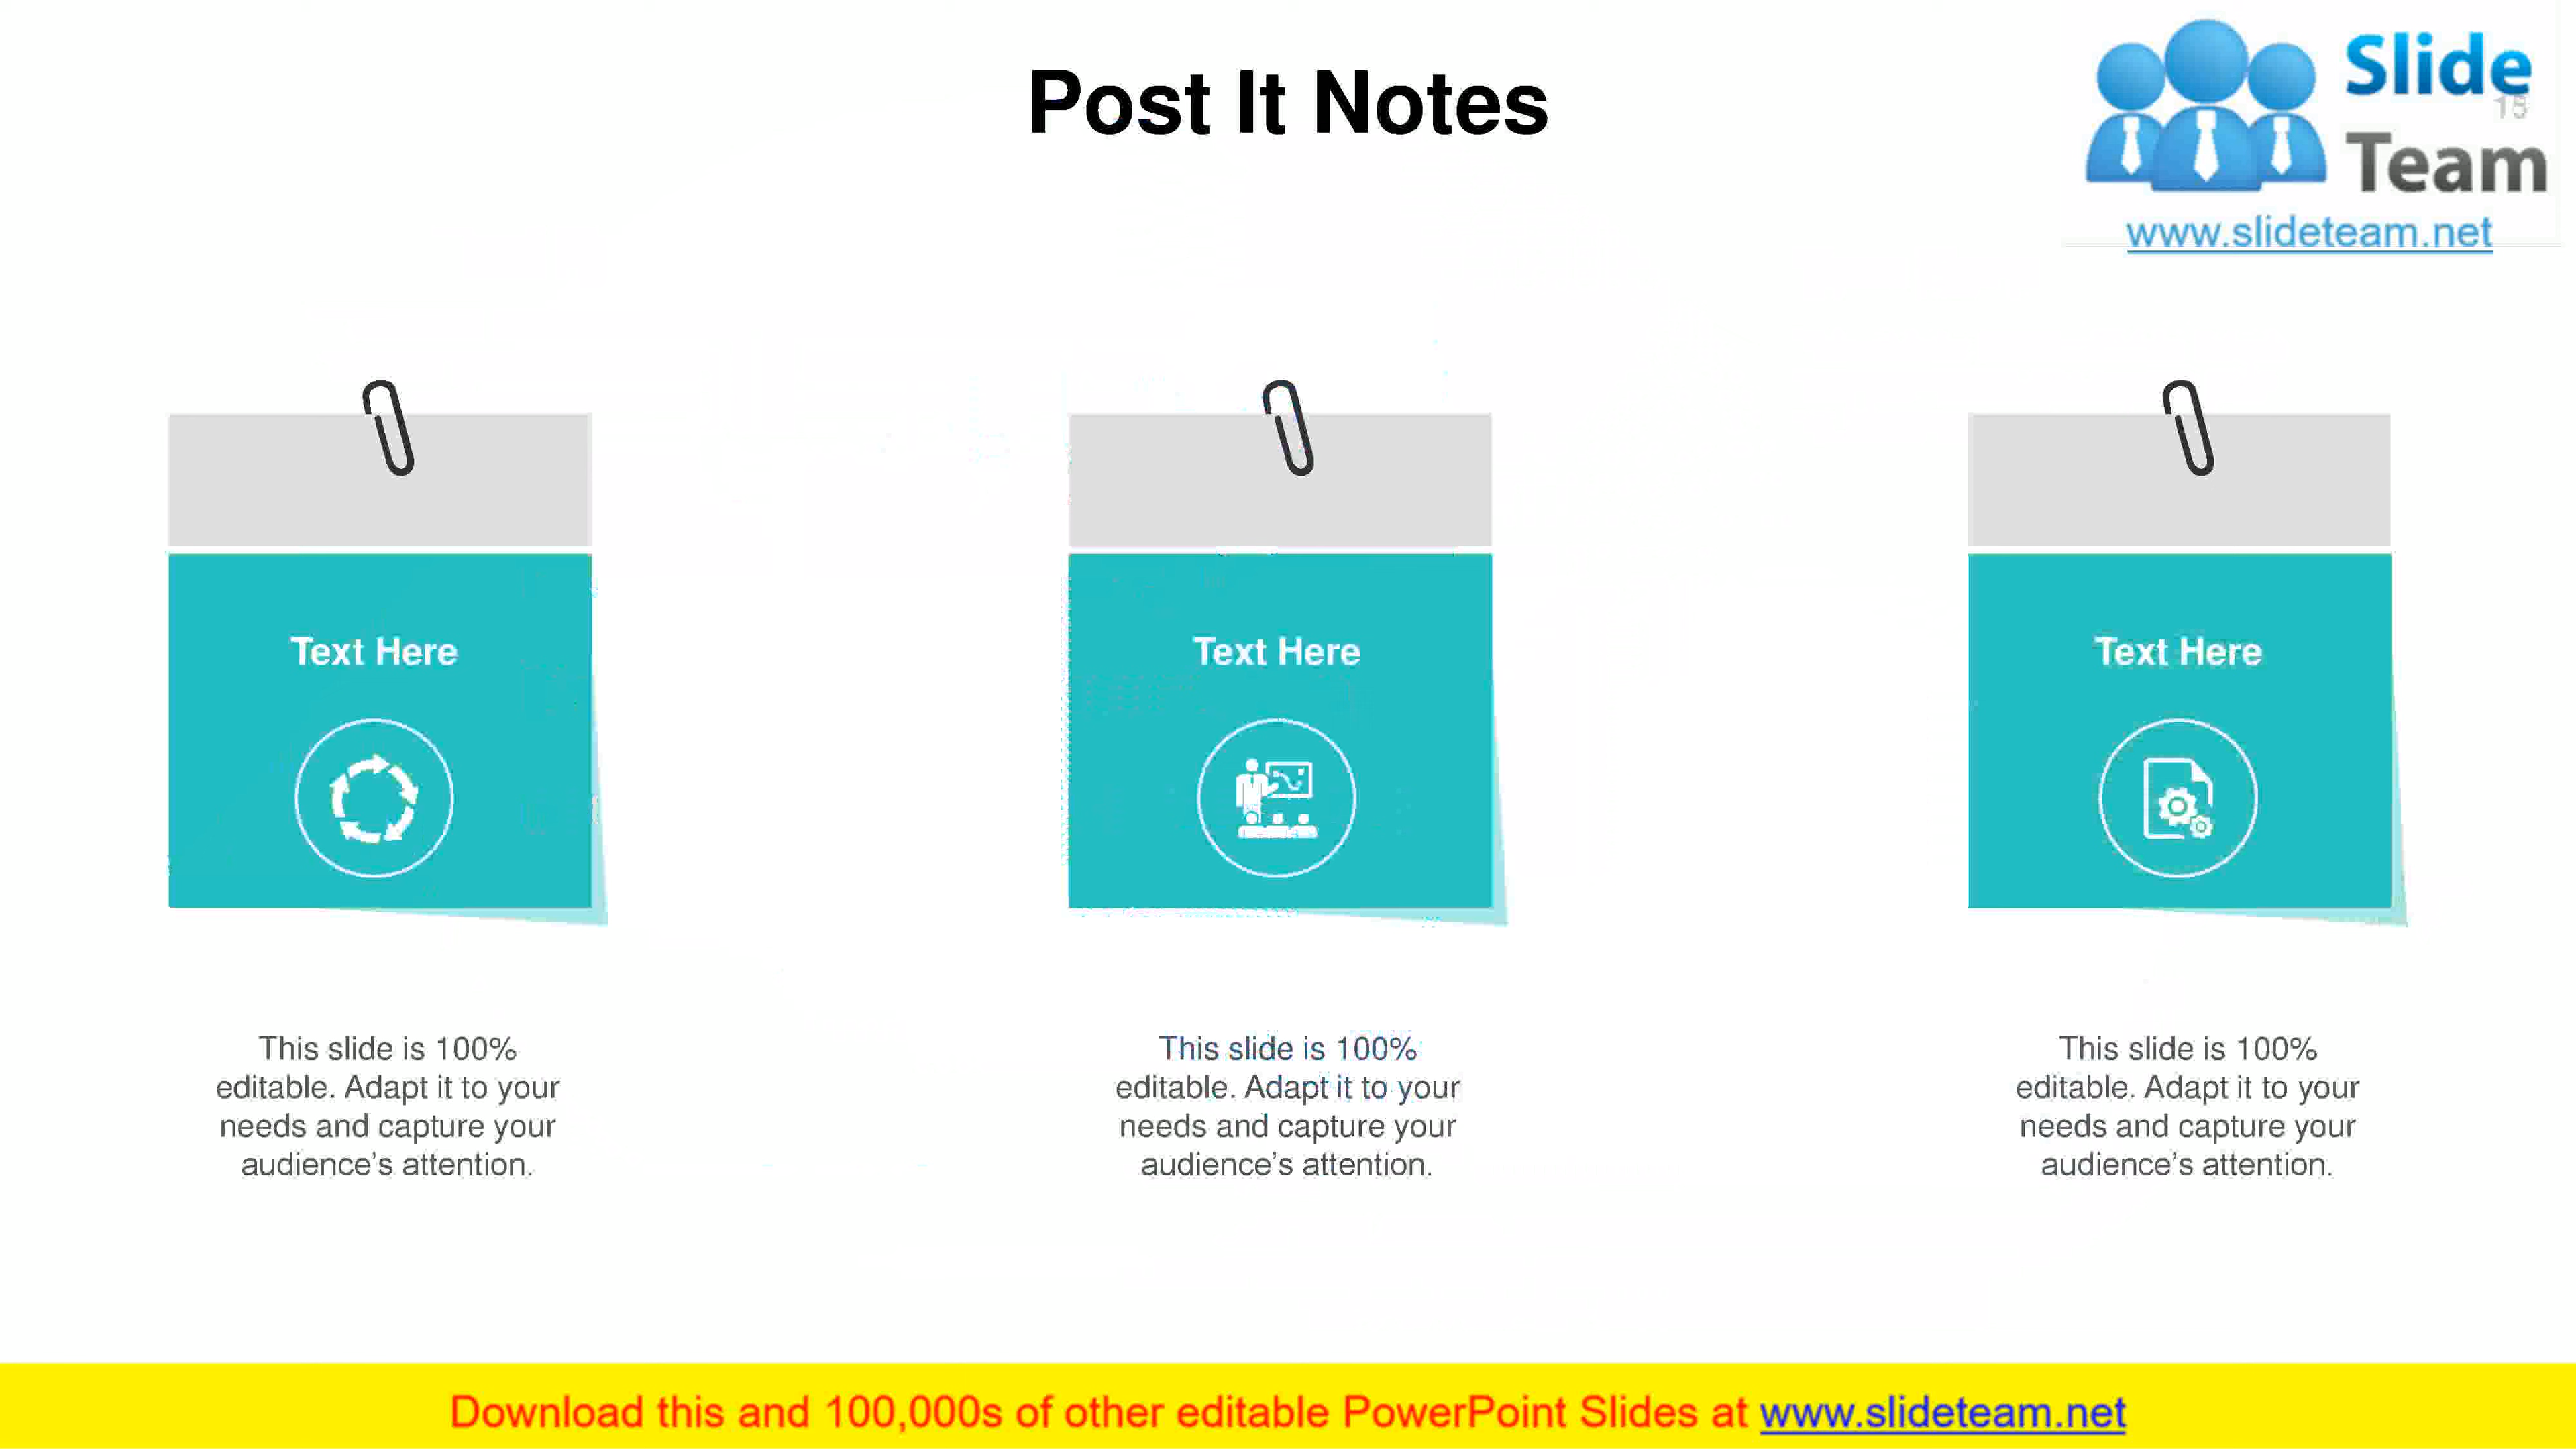 Post It Notes
Slide
15
Team
www.slideteam.net
Text Here
Text Here
Text Here
This slide is 100%
editable. Adapt it to your
needs and capture your
audience's attention.
This slide is 100%
editable. Adapt it to your
needs and capture your
audience's attention.
This slide is 100%
editable. Adapt it to your
needs and capture your
audience's attention.
Download this and 100,000s of other editable PowerPoint Slides at www.slideteam.net